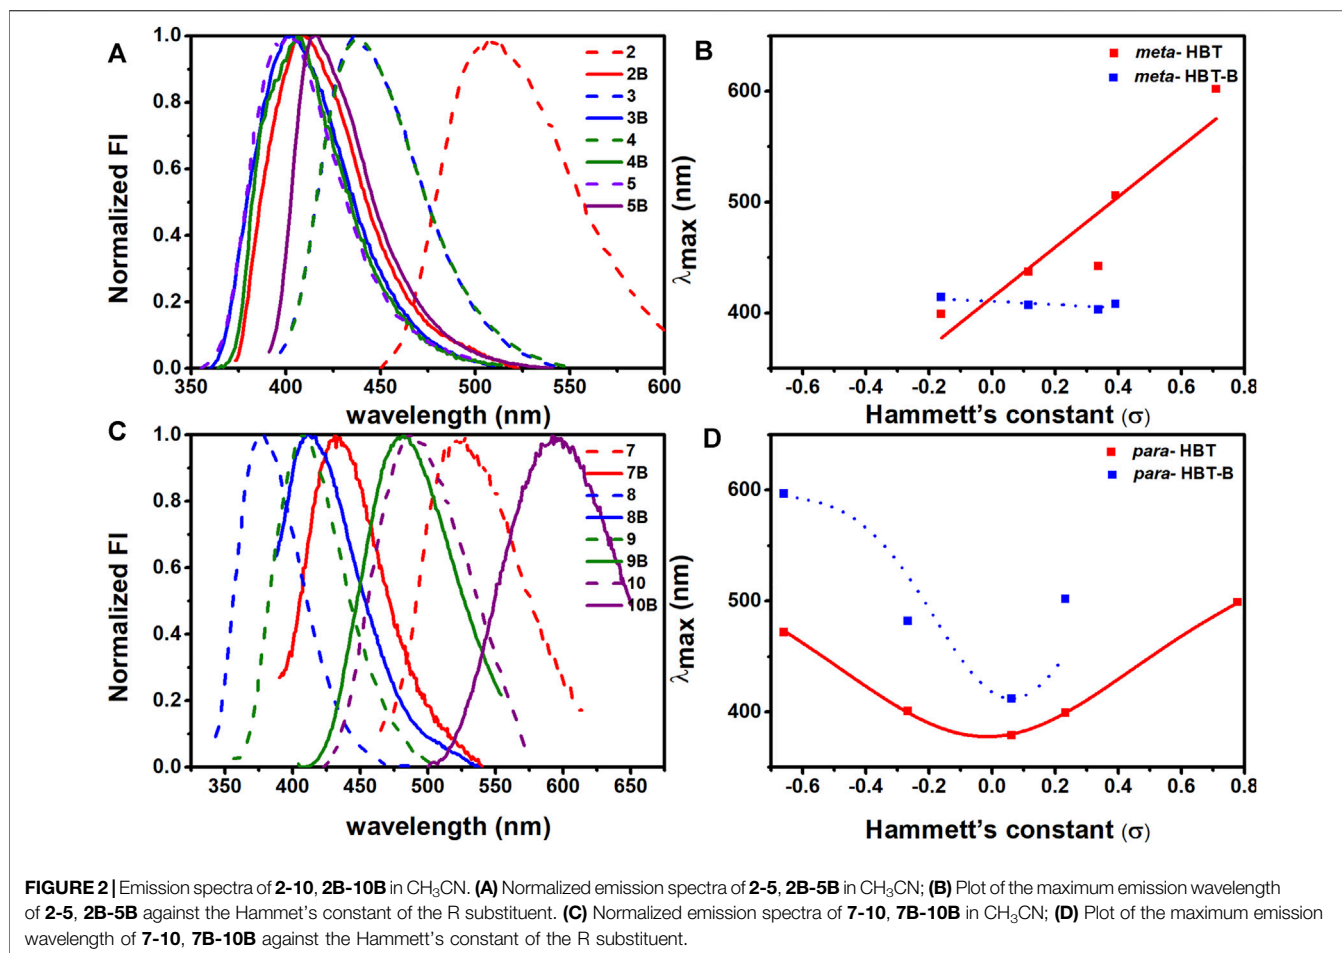 A
Normalized FI
1.0
0.8
0.6
0.4
0.2
0.0
350 400 450 500 550 600
wavelength (nm)
2
2B
3
3B
4
4B
5
5B
B
λmax (nm)
600
500
400
-0.6 -0.4 -0.2 0.0 0.2 0.4 0.6 0.8
Hammett's constant (σ)
meta- HBT
meta- HBT-B
C
Normalized FI
1.0
0.8
0.6
0.4
0.2
0.0
350 400 450 500 550 600 650
wavelength (nm)
7
7B
8
8B
9
9B
10
10B
D
λmax (nm)
600
500
400
-0.6 -0.4 -0.2 0.0 0.2 0.4 0.6 0.8
Hammett's constant (σ)
para- HBT
para- HBT-B
FIGURE 2 | Emission spectra of 2-10, 2B-10B in CH₃CN. (A) Normalized emission spectra of 2-5, 2B-5B in CH₃CN; (B) Plot of the maximum emission wavelength
of 2-5, 2B-5B against the Hammet's constant of the R substituent. (C) Normalized emission spectra of 7-10, 7B-10B in CH₃CN; (D) Plot of the maximum emission
wavelength of 7-10, 7B-10B against the Hammett's constant of the R substituent.